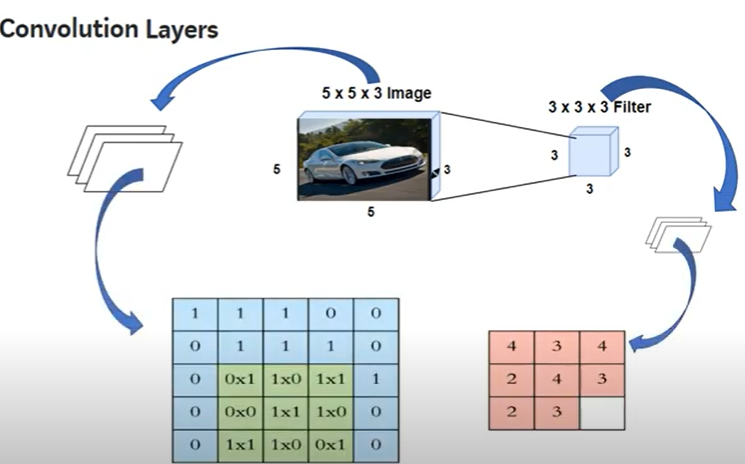 Convolution Layers
5 x 5 x 3 Image
3 x 3 x 3 Filter
5
3
5
3
3
3
1 1 1 0 0
0 1 1 1 0
0 0x1 1x0 1x1 1
0 0x0 1x1 1x0 0
0 1x1 1x0 0x1 0
4 3 4
2 4 3
2 3